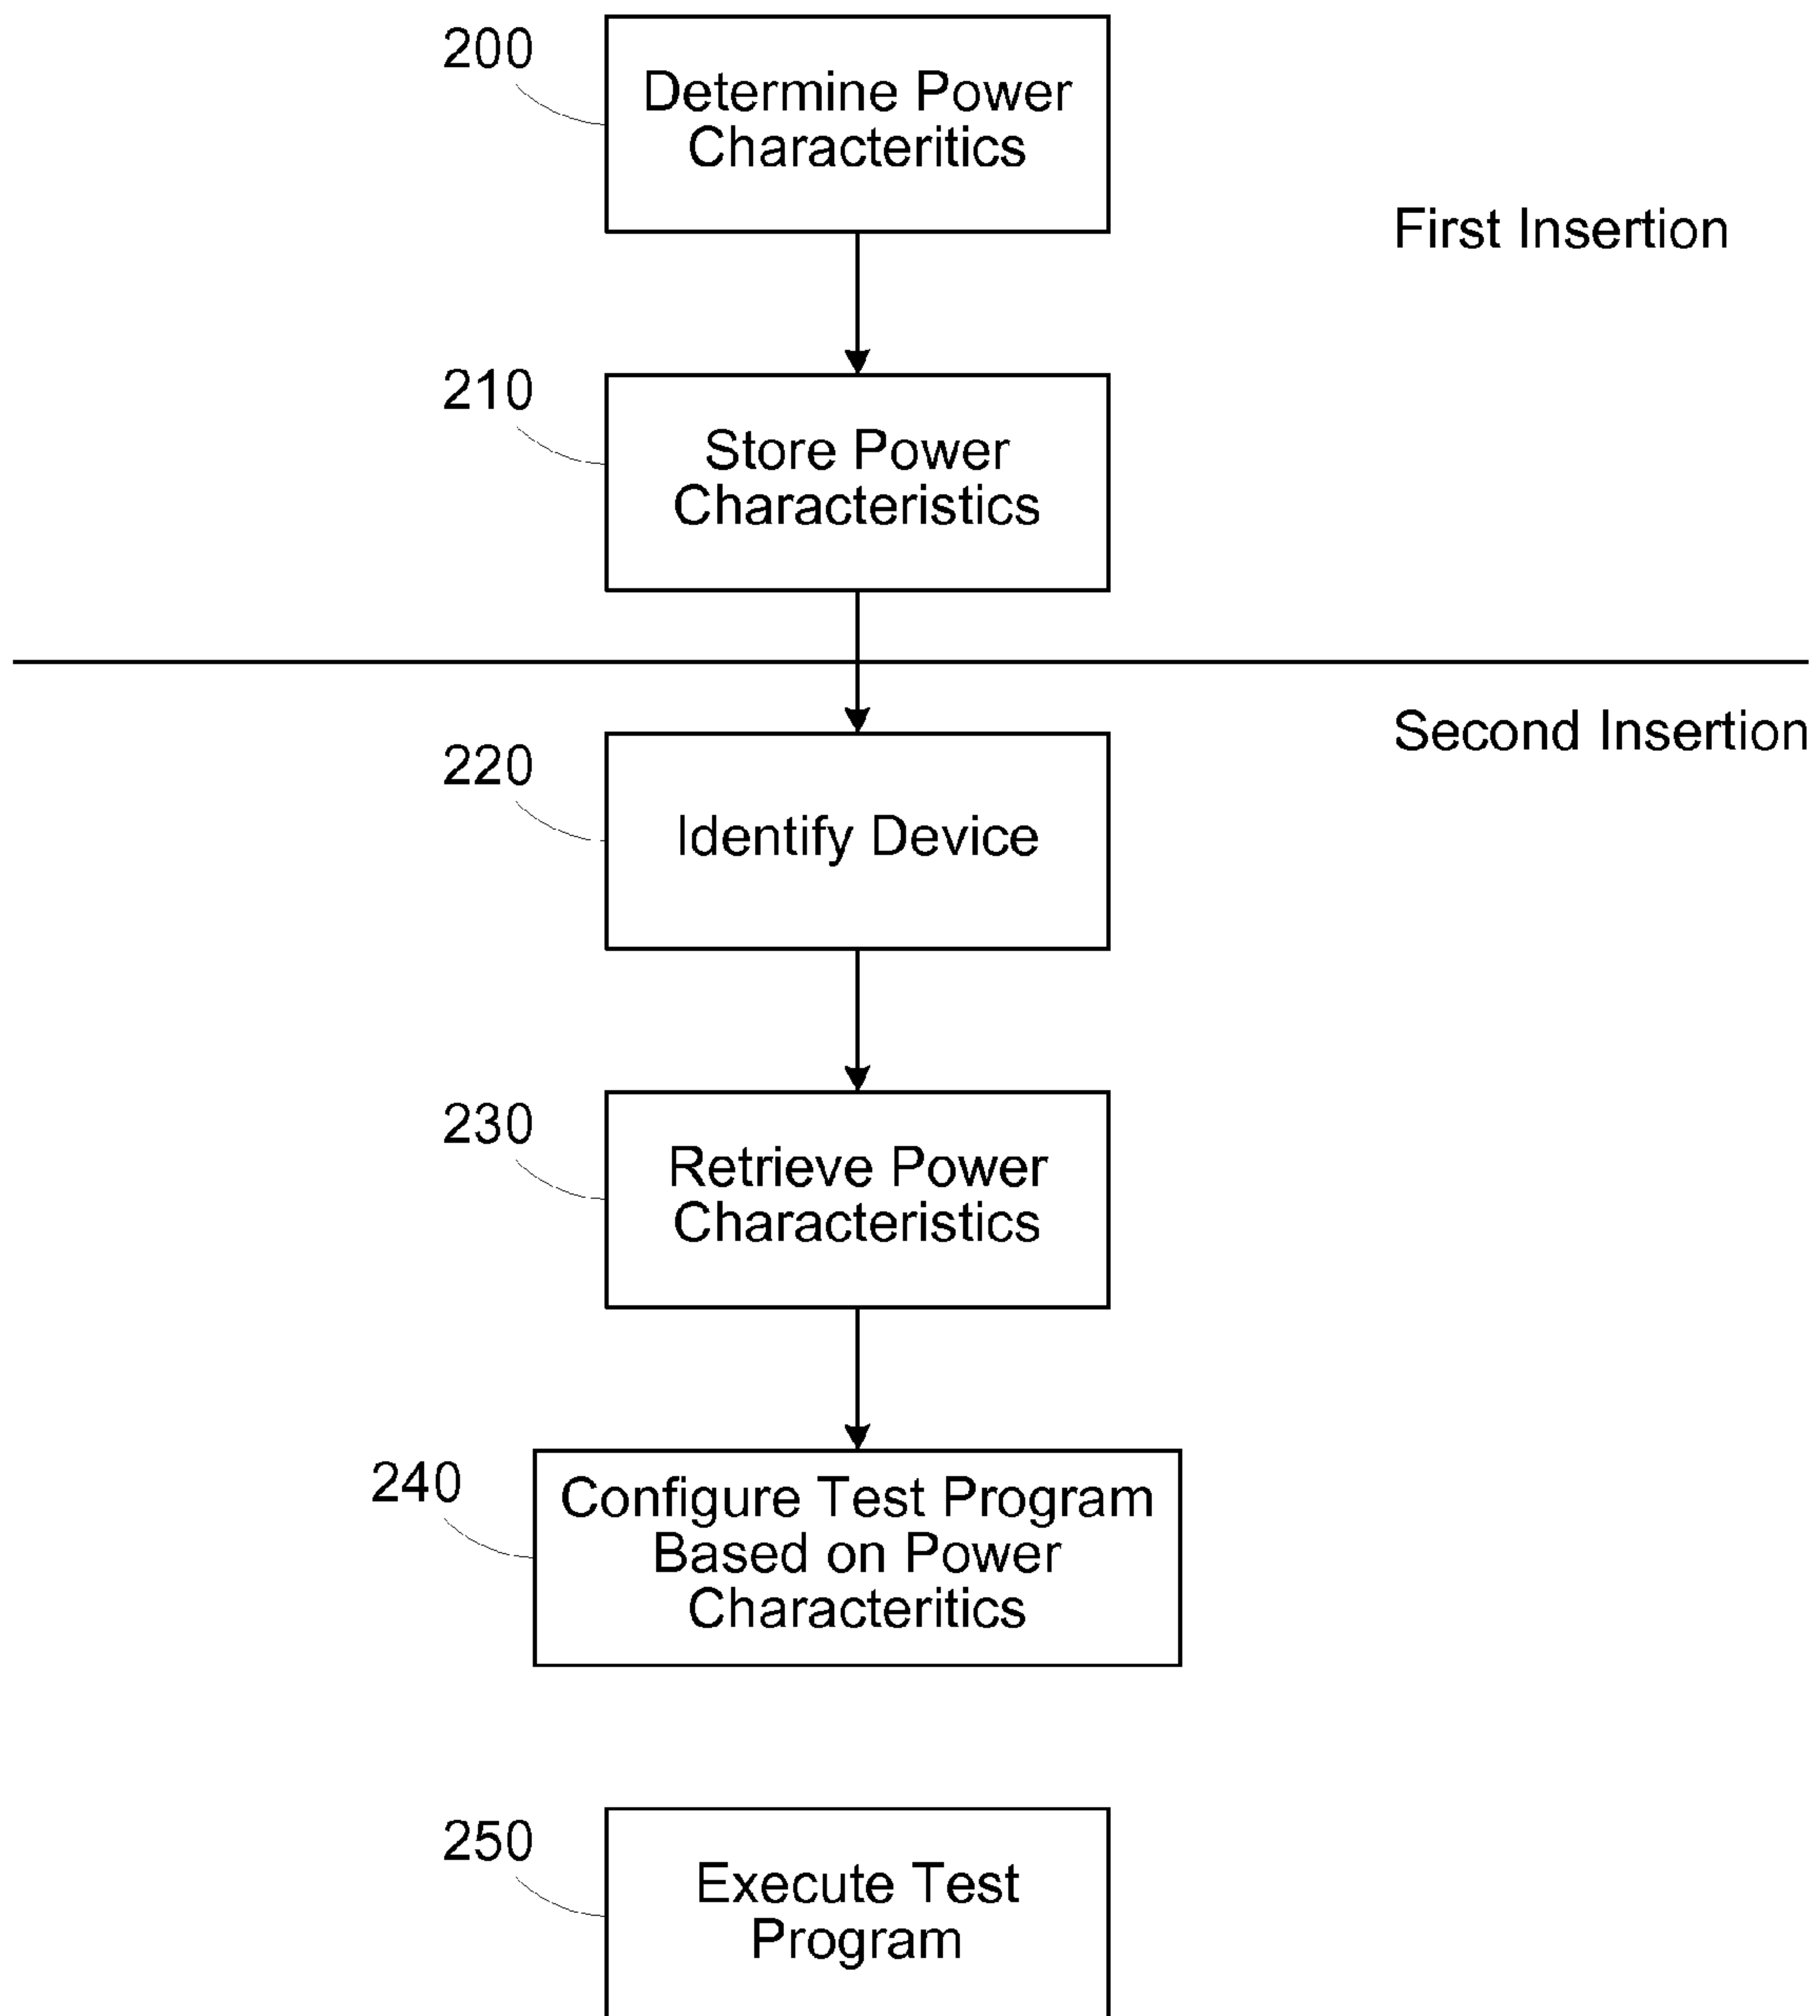 200
Determine Power
Characteritics
First Insertion
210
Store Power
Characteristics
Second Insertion
220
Identify Device
230
Retrieve Power
Characteristics
240
Configure Test Program
Based on Power
Characteritics
250
Execute Test
Program